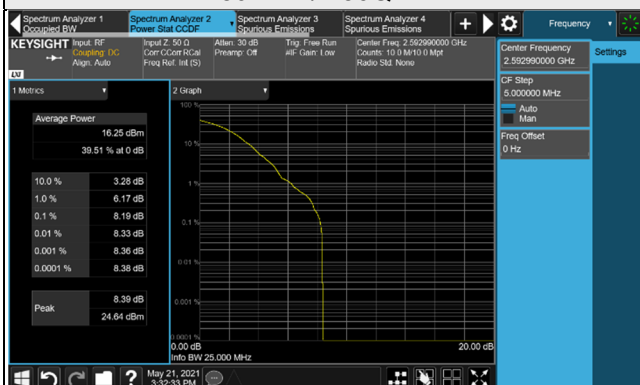 Spectrum Analyzer 1
Occupied BW
Spectrum Analyzer 2
Power Stat CCDF
Spectrum Analyzer 3
Spurious Emissions
Spectrum Analyzer 4
Spurious Emissions
Frequency
KEYSIGHT
Input: RF
Coupling: DC
Align: Auto
Input Z: 50 Ω
Corr CCorr RCal
Freq Ref: Int (S)
Atten: 30 dB
Preamp: Off
Trig: Free Run
#IF Gain: Low
Center Freq: 2.592990000 GHz
Counts: 10.0 M/10.0 Mpt
Radio Std: None
Center Frequency
2.592990000 GHz
Settings
CF Step
5.000000 MHz
Auto
Man
Freq Offset
0 Hz
LXI
1 Metrics
2 Graph
Average Power
16.25 dBm
39.51 % at 0 dB
10.0 % 3.28 dB
1.0 % 6.17 dB
0.1 % 8.19 dB
0.01 % 8.33 dB
0.001 % 8.36 dB
0.0001 % 8.38 dB
Peak
8.39 dB
24.64 dBm
100 %
10 %
1 %
0.1 %
0.01 %
0.001 %
0.0001 %
0.00 dB
20.00 dB
Info BW 25.000 MHz
May 21, 2021
3:32:33 PM